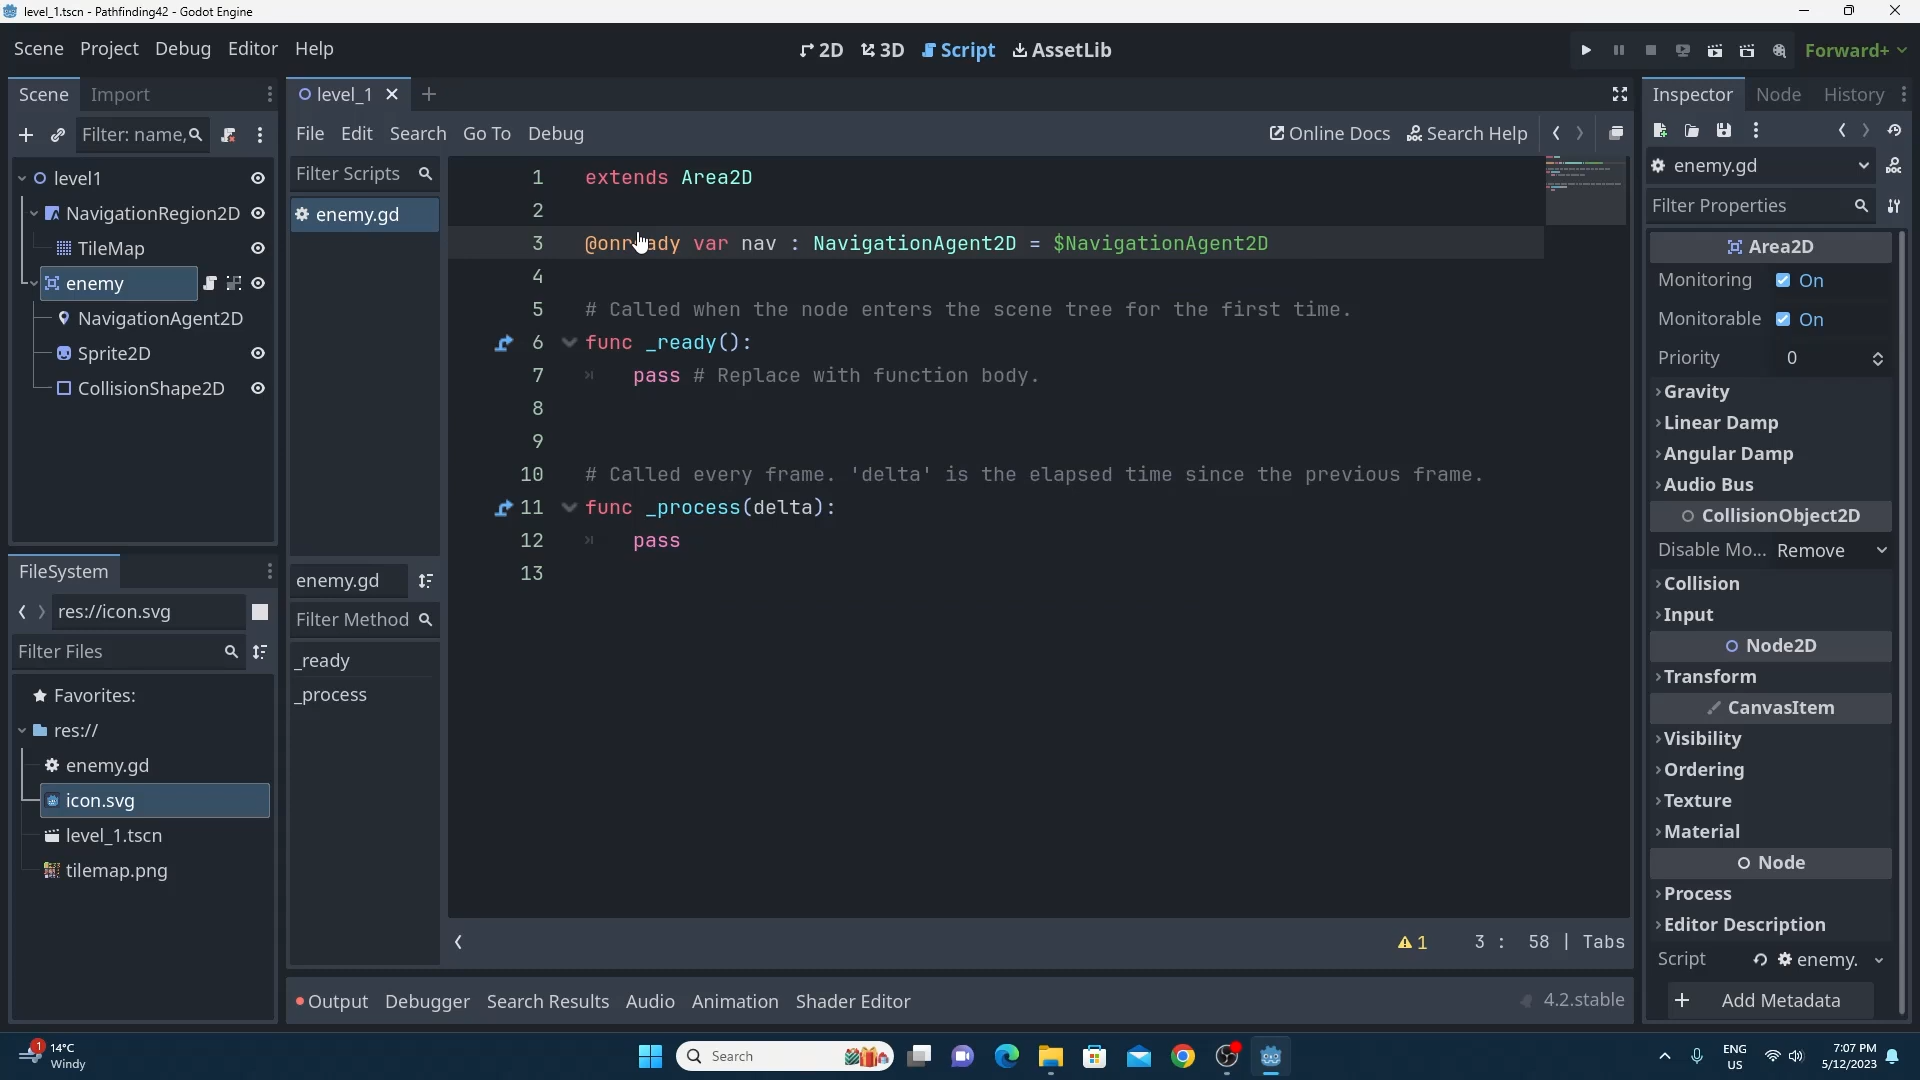 level_1.tscn - Pathfinding42 - Godot Engine
Scene Project Debug Editor Help
2D 3D Script AssetLib
Forward+
Scene Import
Filter: name,
level1
NavigationRegion2D
TileMap
enemy
NavigationAgent2D
Sprite2D
CollisionShape2D
FileSystem
res://icon.svg
Filter Files
Favorites:
res://
enemy.gd
icon.svg
level_1.tscn
tilemap.png
level_1
File Edit Search Go To Debug
Online Docs Search Help
Filter Scripts
enemy.gd
enemy.gd
Filter Method
_ready
_process
1 extends Area2D
2
3 @onready var nav : NavigationAgent2D = $NavigationAgent2D
4
5 # Called when the node enters the scene tree for the first time.
6 func _ready():
7 pass # Replace with function body.
8
9
10 # Called every frame. 'delta' is the elapsed time since the previous frame.
11 func _process(delta):
12 pass
13
1 3 : 58 | Tabs
Output Debugger Search Results Audio Animation Shader Editor
4.2.stable
Inspector Node History
enemy.gd
Filter Properties
Area2D
Monitoring On
Monitorable On
Priority 0
Gravity
Linear Damp
Angular Damp
Audio Bus
CollisionObject2D
Disable Mo... Remove
Collision
Input
Node2D
Transform
CanvasItem
Visibility
Ordering
Texture
Material
Node
Process
Editor Description
Script enemy.
Add Metadata
1
14°C
Windy
Search
ENG
US
7:07 PM
5/12/2023